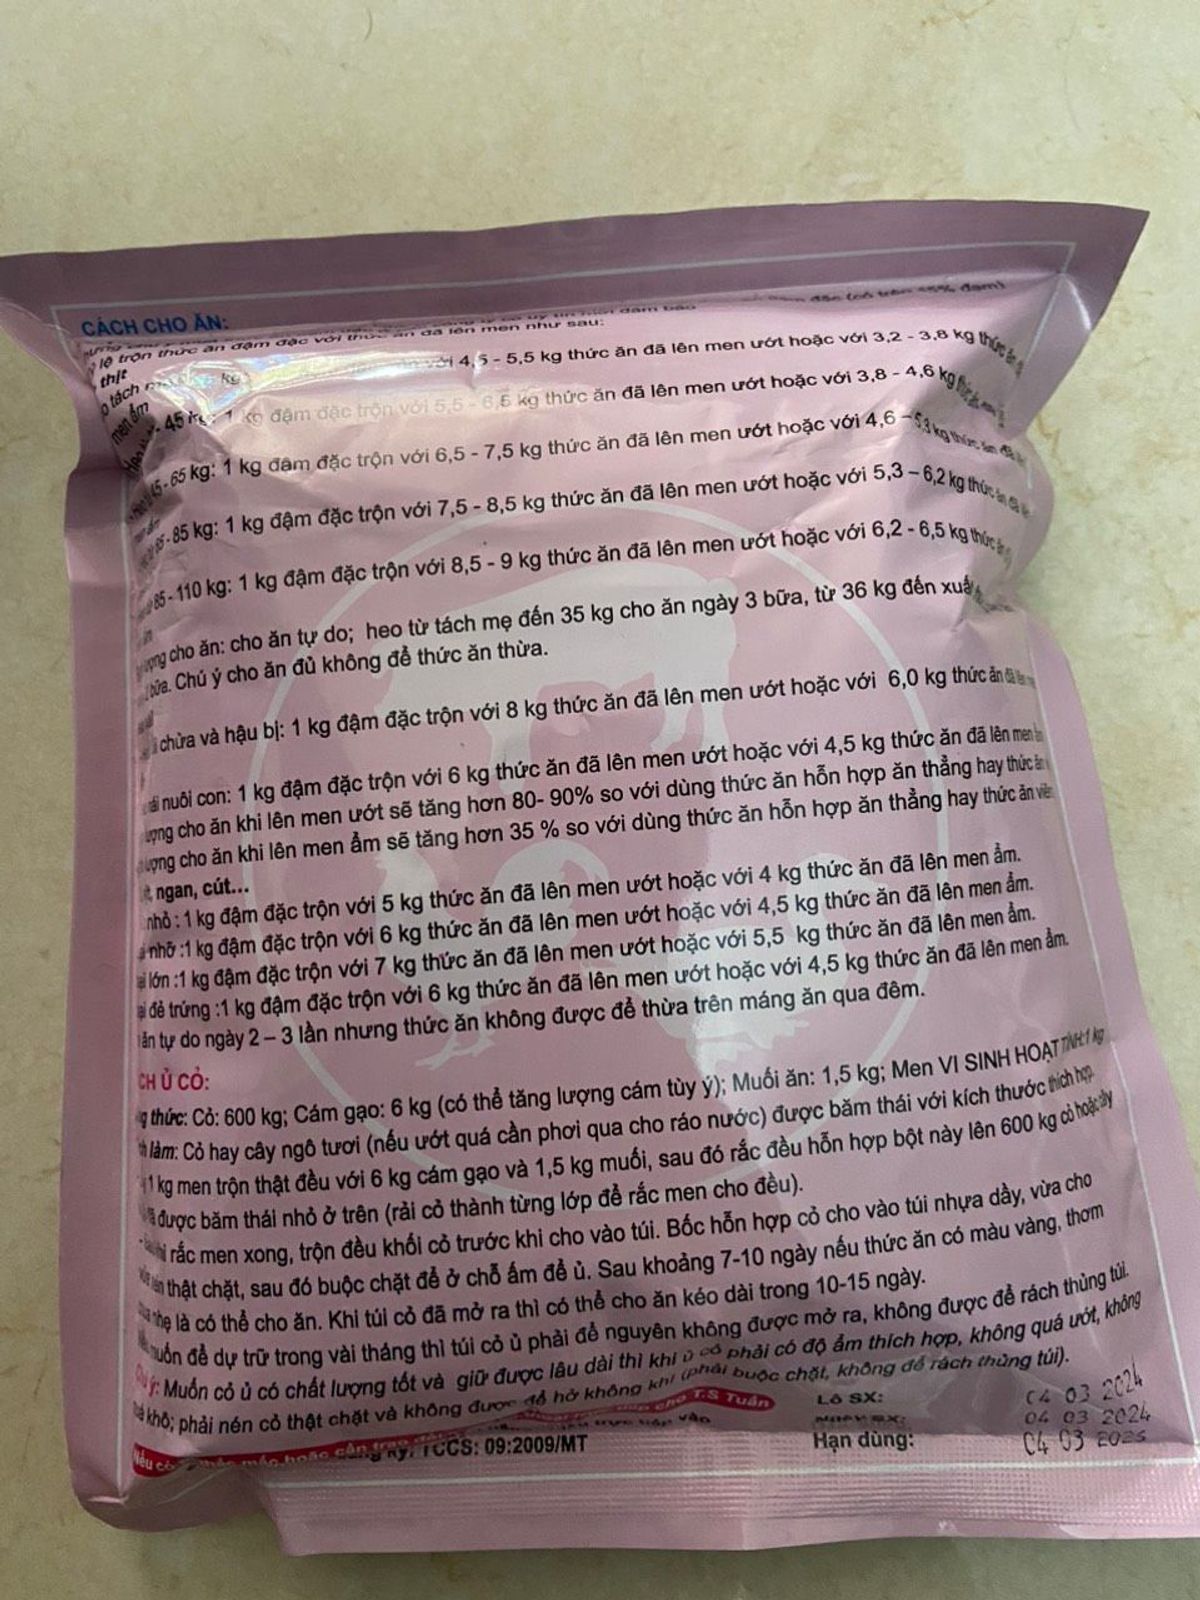 CÁCH CHO ĂN:
lệ trộn thức ăn đậm đặc với đã lên men như sau:
thịt
tách kg 4,5 - 5,5 kg thức ăn đã lên men ướt hoặc với 3,2 - 3,8 kg thức ăn
men ẩm
- 45 kg: 1 kg đậm đặc trộn với 5,5 - 6,5 kg thức ăn đã lên men ướt hoặc với 3,8 - 4,6 kg
45 - 65 kg: 1 kg đâm đặc trộn với 6,5 - 7,5 kg thức ăn đã lên men ướt hoặc với 4,6 – 5,3 kg thức ăn đã
65 - 85 kg: 1 kg đậm đặc trộn với 7,5 - 8,5 kg thức ăn đã lên men ướt hoặc với 5,3 – 6,2 kg thức ăn đã
85 - 110 kg: 1 kg đậm đặc trộn với 8,5 - 9 kg thức ăn đã lên men ướt hoặc với 6,2 - 6,5 kg thức
cho ăn: cho ăn tự do; heo từ tách mẹ đến 35 kg cho ăn ngày 3 bữa, từ 36 kg đến xuất
bữa. Chú ý cho ăn đủ không để thức ăn thừa.
chửa và hậu bị: 1 kg đậm đặc trộn với 8 kg thức ăn đã lên men ướt hoặc với 6,0 kg thức ăn đã
nuôi con: 1 kg đậm đặc trộn với 6 kg thức ăn đã lên men ướt hoặc với 4,5 kg thức ăn đã lên men
cho ăn khi lên men ướt sẽ tăng hơn 80- 90% so với dùng thức ăn hỗn hợp ăn thẳng hay thức ăn
cho ăn khi lên men ẩm sẽ tăng hơn 35 % so với dùng thức ăn hỗn hợp ăn thẳng hay thức ăn viên
ngan, cút...
nhỏ : 1 kg đậm đặc trộn với 5 kg thức ăn đã lên men ướt hoặc với 4 kg thức ăn đã lên men ẩm.
nhỡ :1 kg đậm đặc trộn với 6 kg thức ăn đã lên men ướt hoặc với 4,5 kg thức ăn đã lên men ẩm.
lớn :1 kg đậm đặc trộn với 7 kg thức ăn đã lên men ướt hoặc với 5,5 kg thức ăn đã lên men ẩm.
đẻ trứng :1 kg đậm đặc trộn với 6 kg thức ăn đã lên men ướt hoặc với 4,5 kg thức ăn đã lên men ẩm.
ăn tự do ngày 2 – 3 lần nhưng thức ăn không được để thừa trên máng ăn qua đêm.
CH Ủ CỎ:
thức: Cỏ: 600 kg; Cám gạo: 6 kg (có thể tăng lượng cám tùy ý); Muối ăn: 1,5 kg; Men VI SINH HOẠT TÍNH:1 kg
làm: Cỏ hay cây ngô tươi (nếu ướt quá cần phơi qua cho ráo nước) được băm thái với kích thước thích hợp.
1 kg men trộn thật đều với 6 kg cám gạo và 1,5 kg muối, sau đó rắc đều hỗn hợp bột này lên 600 kg cỏ hoặc cây
được băm thái nhỏ ở trên (rải cỏ thành từng lớp để rắc men cho đều).
rắc men xong, trộn đều khối cỏ trước khi cho vào túi. Bốc hỗn hợp cỏ cho vào túi nhựa dầy, vừa cho
thật chặt, sau đó buộc chặt để ở chỗ ấm để ủ. Sau khoảng 7-10 ngày nếu thức ăn có màu vàng, thơm
nhẹ là có thể cho ăn. Khi túi cỏ đã mở ra thì có thể cho ăn kéo dài trong 10-15 ngày.
muốn để dự trữ trong vài tháng thì túi cỏ ủ phải để nguyên không được mở ra, không được để rách thủng túi.
ý: Muốn cỏ ủ có chất lượng tốt và giữ được lâu dài thì khi ủ cỏ phải có độ ẩm thích hợp, không quá ướt, không
khô; phải nén cỏ thật chặt và không được để hở không khí (phải buộc chặt, không để rách thủng túi).
Nếu có thắc mắc hoặc cần trao cho T.S Tuấn
Lô SX: 04 03 2024
Ngày SX: 04 03 2024
ký: TCCS: 09:2009/MT
Hạn dùng: 04 03 2025